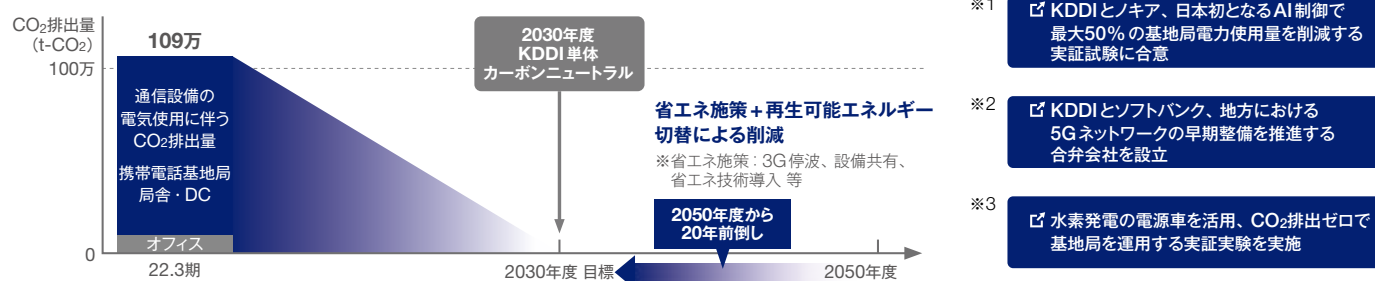 CO2排出量
(t-CO2)
109万
100万
通信設備の
電気使用に伴う
CO2排出量
携帯電話基地局
局舎・DC
オフィス
0
22.3期
2030年度
KDDI単体
カーボンニュートラル
省エネ施策+再生可能エネルギー
切替による削減
※省エネ施策:3G停波、設備共有、
省エネ技術導入 等
2050年度から
20年前倒し
2030年度 目標
2050年度
※1
KDDIとノキア、日本初となるAI制御で
最大50%の基地局電力使用量を削減する
実証試験に合意
※2
KDDIとソフトバンク、地方における
5Gネットワークの早期整備を推進する
合弁会社を設立
※3
水素発電の電源車を活用、CO2排出ゼロで
基地局を運用する実証実験を実施